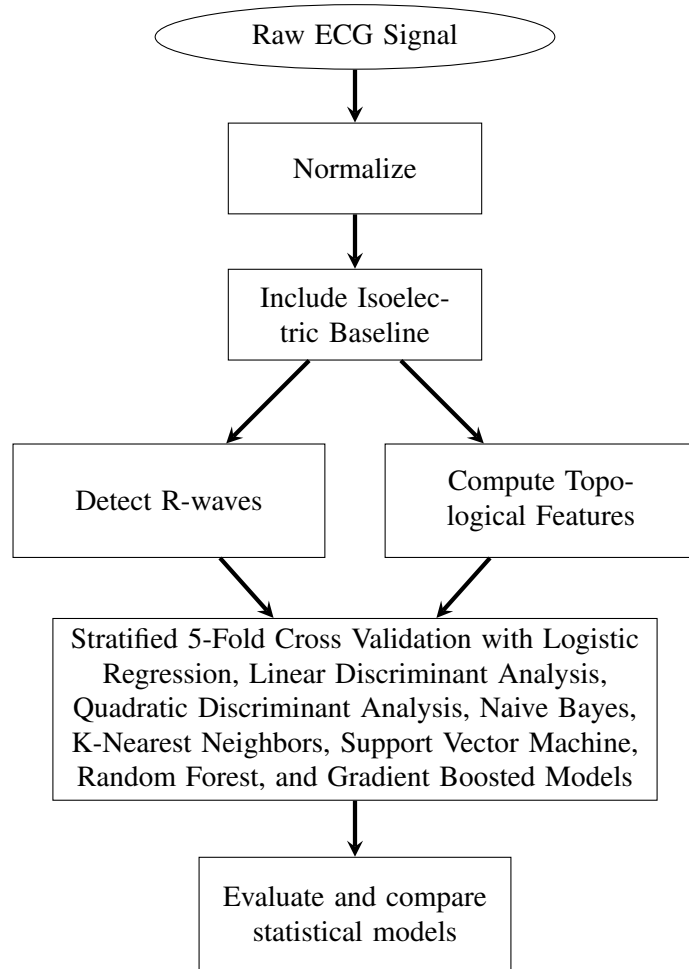 Raw ECG Signal
Normalize
Include Isoelec-
tric Baseline
Detect R-waves
Compute Topo-
logical Features
Stratified 5-Fold Cross Validation with Logistic
Regression, Linear Discriminant Analysis,
Quadratic Discriminant Analysis, Naive Bayes,
K-Nearest Neighbors, Support Vector Machine,
Random Forest, and Gradient Boosted Models
Evaluate and compare
statistical models